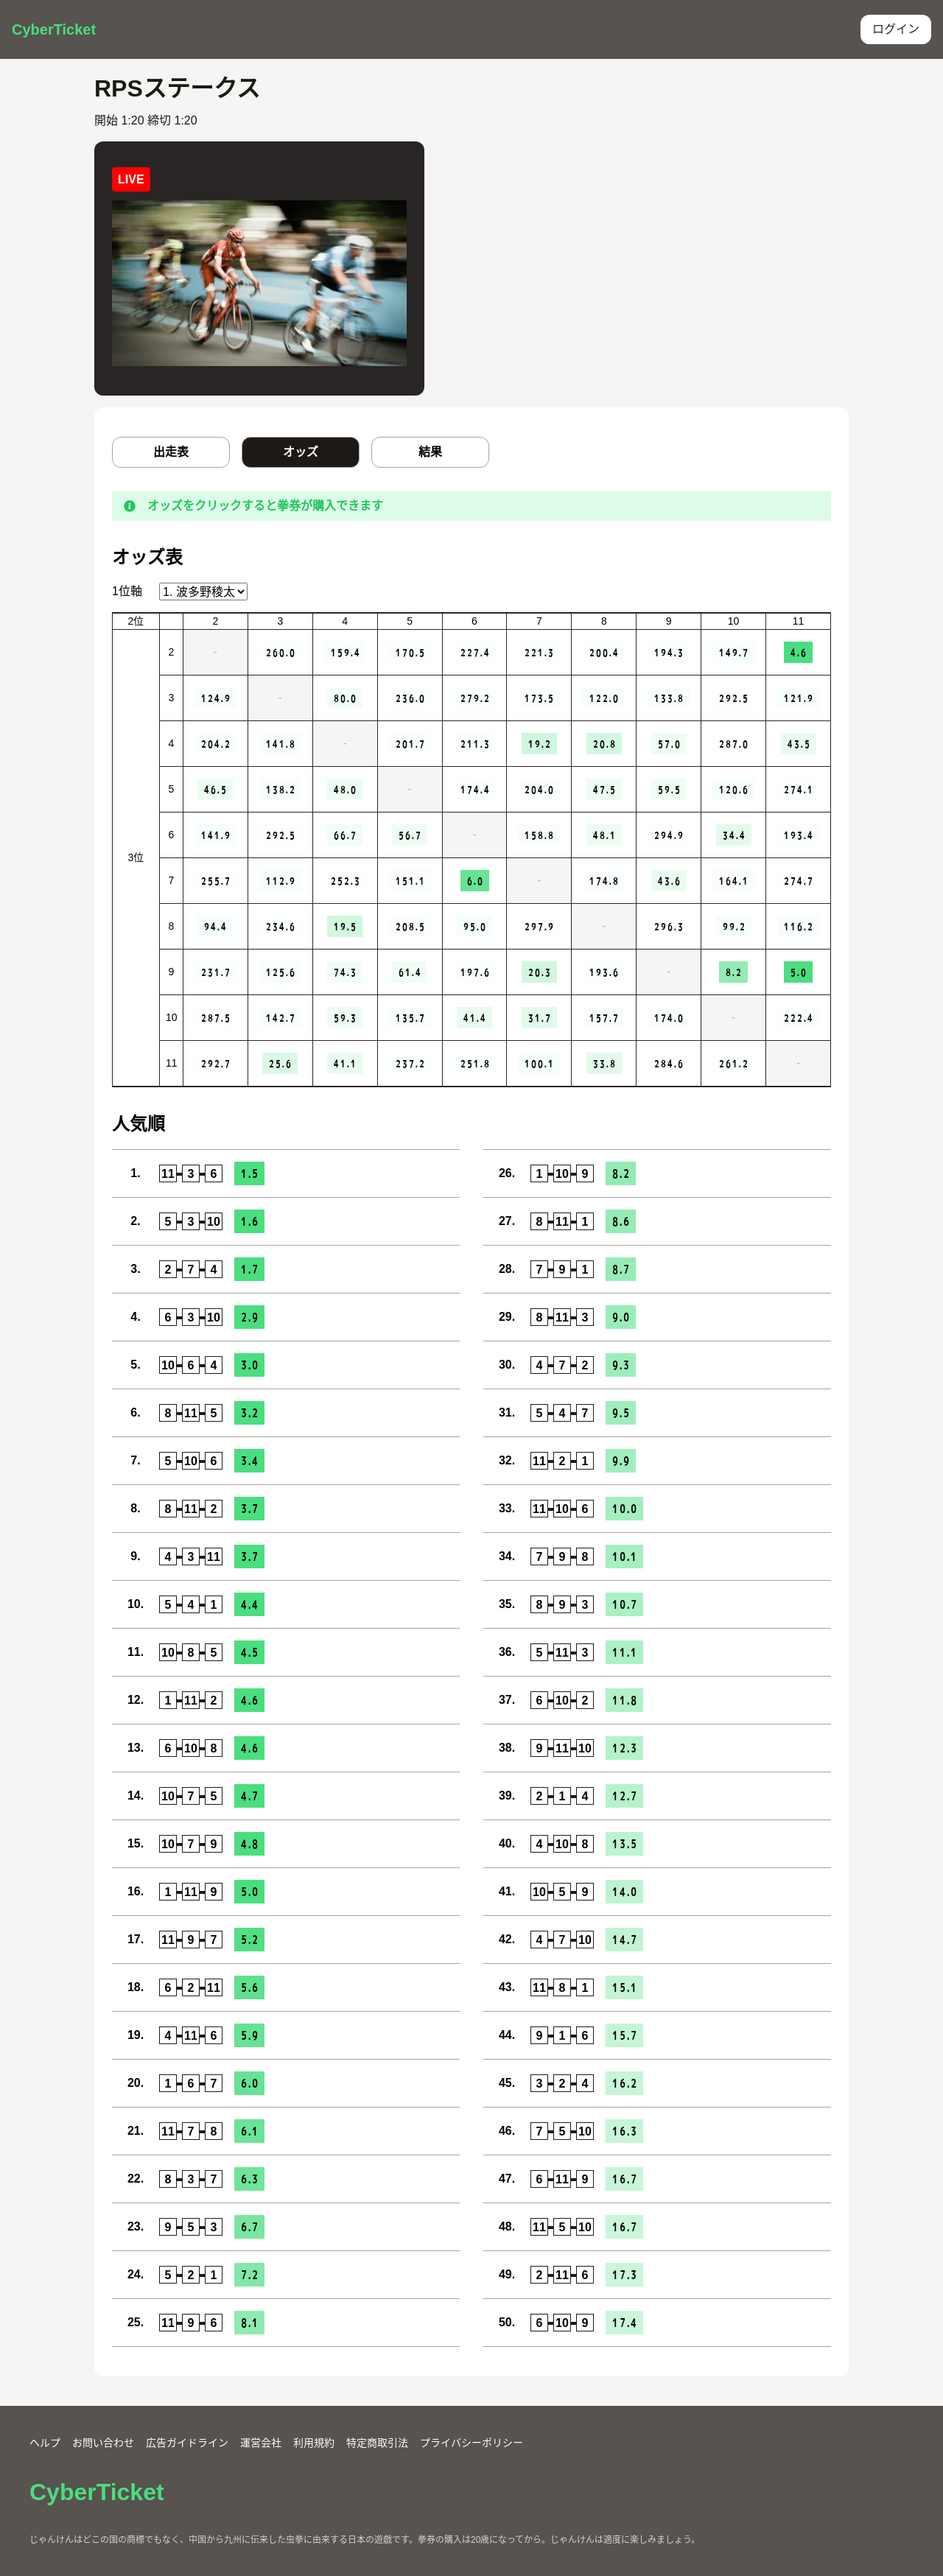 CyberTicket
ログイン
RPSステークス
開始 1:20 締切 1:20
LIVE
出走表 オッズ 結果
オッズをクリックすると拳券が購入できます
オッズ表
1位軸 1. 波多野稜太
2位 2 3 4 5 6 7 8 9 10 11
2 - 260.0 159.4 170.5 227.4 221.3 200.4 194.3 149.7 4.6
3 124.9 - 80.0 236.0 279.2 173.5 122.0 133.8 292.5 121.9
4 204.2 141.8 - 201.7 211.3 19.2 20.8 57.0 287.0 43.5
5 46.5 138.2 48.0 - 174.4 204.0 47.5 59.5 120.6 274.1
6 141.9 292.5 66.7 56.7 - 158.8 48.1 294.9 34.4 193.4
3位
7 255.7 112.9 252.3 151.1 6.0 - 174.8 43.6 164.1 274.7
8 94.4 234.6 19.5 208.5 95.0 297.9 - 296.3 99.2 116.2
9 231.7 125.6 74.3 61.4 197.6 20.3 193.6 - 8.2 5.0
10 287.5 142.7 59.3 135.7 41.4 31.7 157.7 174.0 - 222.4
11 292.7 25.6 41.1 237.2 251.8 100.1 33.8 284.6 261.2 -
人気順
1. 11-3-6 1.5
2. 5-3-10 1.6
3. 2-7-4 1.7
4. 6-3-10 2.9
5. 10-6-4 3.0
6. 8-11-5 3.2
7. 5-10-6 3.4
8. 8-11-2 3.7
9. 4-3-11 3.7
10. 5-4-1 4.4
11. 10-8-5 4.5
12. 1-11-2 4.6
13. 6-10-8 4.6
14. 10-7-5 4.7
15. 10-7-9 4.8
16. 1-11-9 5.0
17. 11-9-7 5.2
18. 6-2-11 5.6
19. 4-11-6 5.9
20. 1-6-7 6.0
21. 11-7-8 6.1
22. 8-3-7 6.3
23. 9-5-3 6.7
24. 5-2-1 7.2
25. 11-9-6 8.1
26. 1-10-9 8.2
27. 8-11-1 8.6
28. 7-9-1 8.7
29. 8-11-3 9.0
30. 4-7-2 9.3
31. 5-4-7 9.5
32. 11-2-1 9.9
33. 11-10-6 10.0
34. 7-9-8 10.1
35. 8-9-3 10.7
36. 5-11-3 11.1
37. 6-10-2 11.8
38. 9-11-10 12.3
39. 2-1-4 12.7
40. 4-10-8 13.5
41. 10-5-9 14.0
42. 4-7-10 14.7
43. 11-8-1 15.1
44. 9-1-6 15.7
45. 3-2-4 16.2
46. 7-5-10 16.3
47. 6-11-9 16.7
48. 11-5-10 16.7
49. 2-11-6 17.3
50. 6-10-9 17.4
ヘルプ お問い合わせ 広告ガイドライン 運営会社 利用規約 特定商取引法 プライバシーポリシー
CyberTicket
じゃんけんはどこの国の商標でもなく、中国から九州に伝来した虫拳に由来する日本の遊戯です。拳券の購入は20歳になってから。じゃんけんは適度に楽しみましょう。